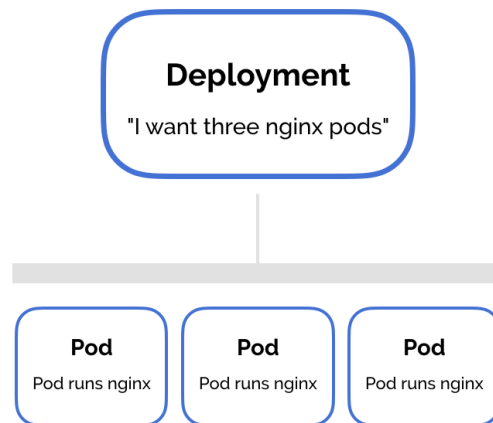 Deployment
"I want three nginx pods"
Pod
Pod runs nginx
Pod
Pod runs nginx
Pod
Pod runs nginx